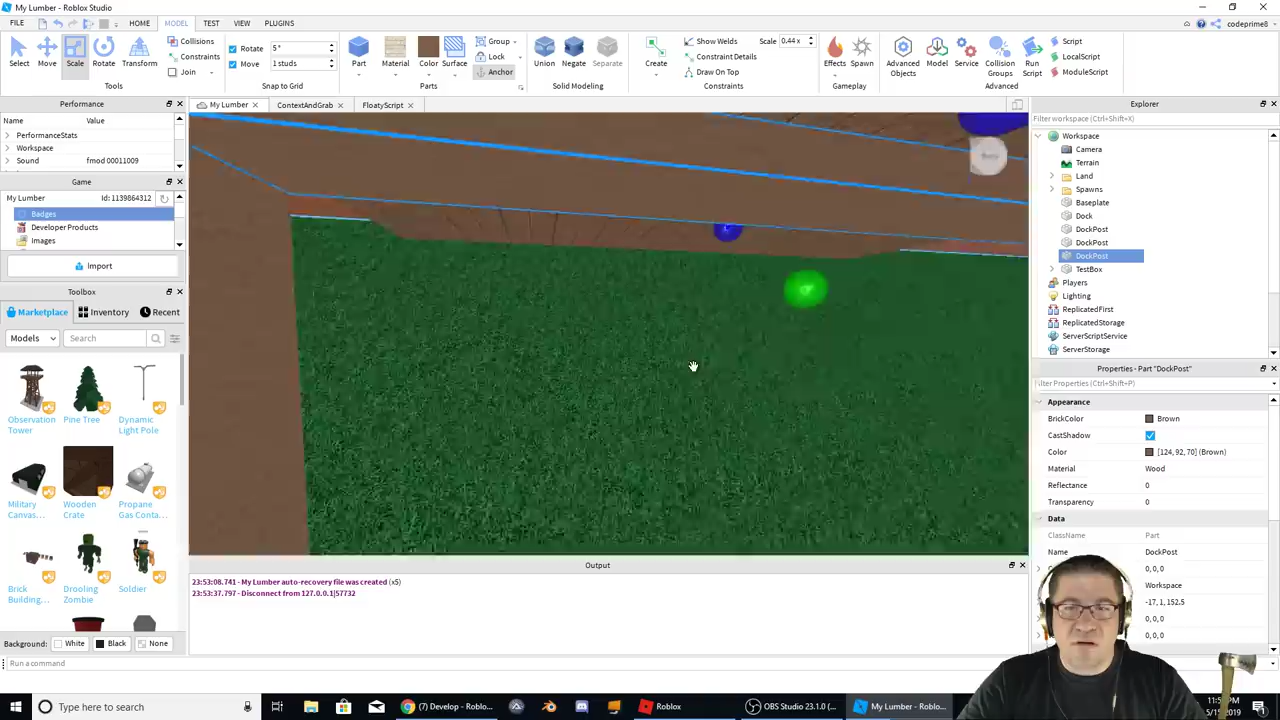 My Lumber - Roblox Studio
FILE HOME MODEL TEST VIEW PLUGINS codeprime8
Select Move Scale Rotate Transform
Collisions
Constraints
Join
Tools
Rotate 5°
Move 1 studs
Snap to Grid
Part Material Color Surface
Group
Lock
Anchor
Parts
Union Negate Separate
Solid Modeling
Create
Show Welds Scale 0.44 x
Constraint Details
Draw On Top
Constraints
Effects Spawn
Gameplay
Advanced Objects Model Service Collision Groups Run Script
Advanced
Script
LocalScript
ModuleScript
Performance
Name Value
PerformanceStats
Workspace
Sound fmod 00011009
Game
My Lumber Id: 1139864312
Badges
Developer Products
Images
Import
Toolbox
Marketplace Inventory Recent
Models Search
Observation Tower
Pine Tree
Dynamic Light Pole
Military Canvas...
Wooden Crate
Propane Gas Conta...
Brick Building...
Drooling Zombie
Soldier
Background: White Black None
Run a command
My Lumber ContextAndGrab FloatyScript
Output
23:53:08.741 - My Lumber auto-recovery file was created (x5)
23:53:37.797 - Disconnect from 127.0.0.1|57732
Explorer
Filter workspace (Ctrl+Shift+X)
Workspace
Camera
Terrain
Land
Spawns
Baseplate
Dock
DockPost
DockPost
DockPost
TestBox
Players
Lighting
ReplicatedFirst
ReplicatedStorage
ServerScriptService
ServerStorage
Properties - Part "DockPost"
Filter Properties (Ctrl+Shift+P)
Appearance
BrickColor Brown
CastShadow
Color [124, 92, 70] (Brown)
Material Wood
Reflectance 0
Transparency 0
Data
ClassName Part
Name DockPost
0, 0, 0
Workspace
-17, 1, 152.5
0, 0, 0
0, 0, 0
Type here to search
(7) Develop - Roblo...
Roblox
OBS Studio 23.1.0 (...
My Lumber - Roblox...